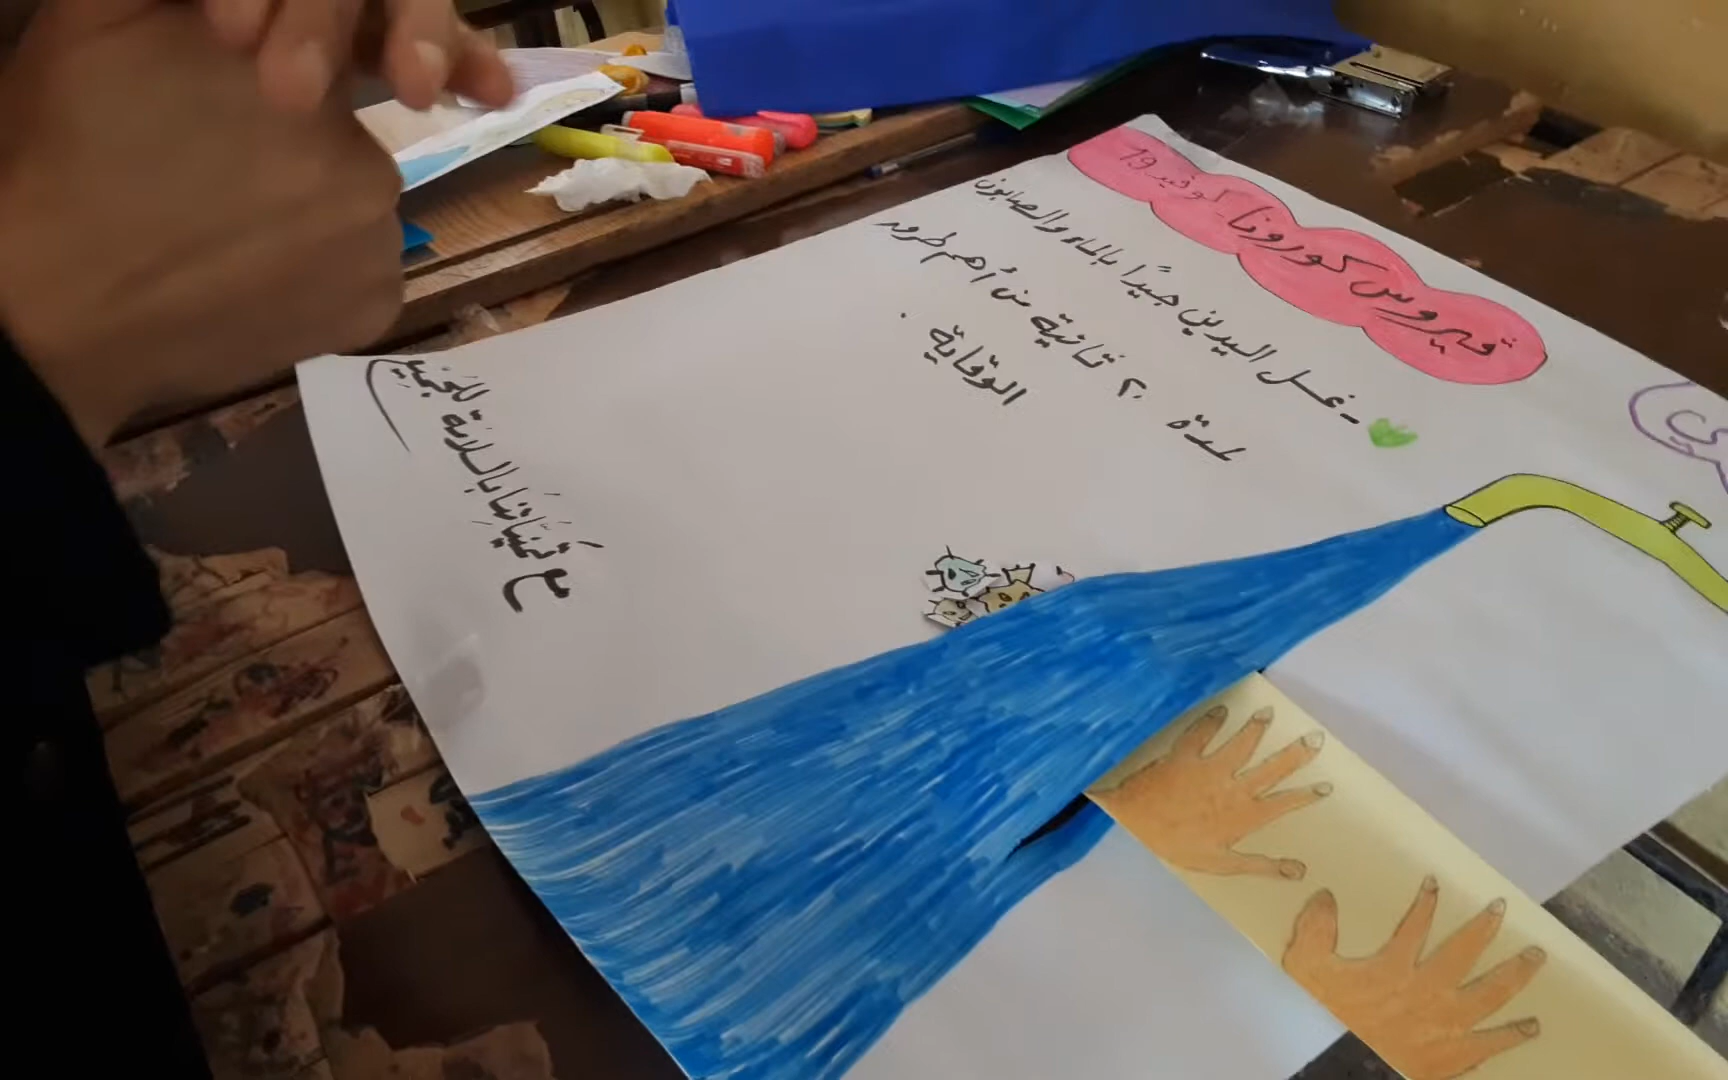 فيروس كورونا كوفيد 19
- غسل اليدين جيدًا بالماء والصابون
لمدة ٢٠ ثانية من أهم طرق
الوقاية .
مع تمنياتنا بالسلامة للجميع